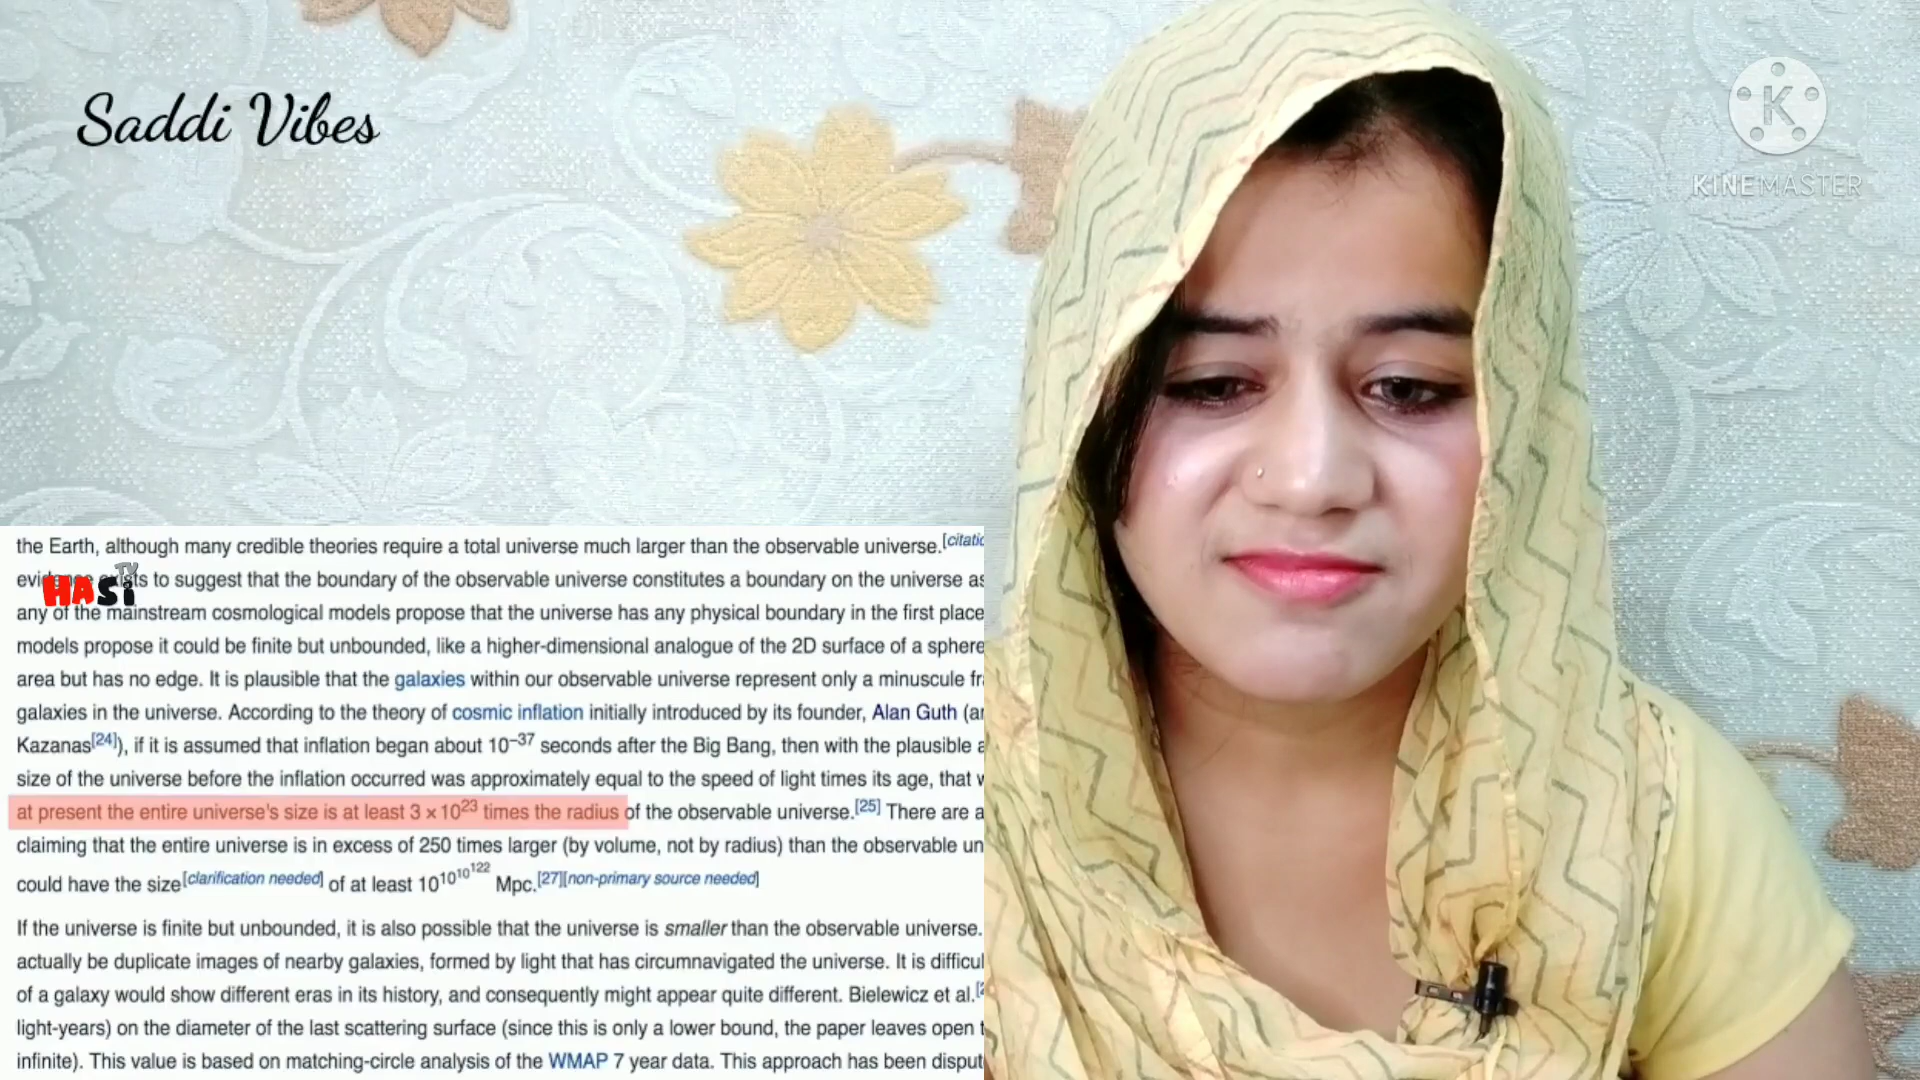 Saddi Vibes
K
KINEMASTER
the Earth, although many credible theories require a total universe much larger than the observable universe.[
to suggest that the boundary of the observable universe constitutes a boundary on the universe as
HASi TV
any of the mainstream cosmological models propose that the universe has any physical boundary in the first place
models propose it could be finite but unbounded, like a higher-dimensional analogue of the 2D surface of a sphere
area but has no edge. It is plausible that the galaxies within our observable universe represent only a minuscule
galaxies in the universe. According to the theory of cosmic inflation initially introduced by its founder, Alan Guth
Kazanas[24]), if it is assumed that inflation began about 10⁻³⁷ seconds after the Big Bang, then with the plausible
size of the universe before the inflation occurred was approximately equal to the speed of light times its age, that
at present the entire universe's size is at least 3 × 10²³ times the radius of the observable universe.[25] There are
claiming that the entire universe is in excess of 250 times larger (by volume, not by radius) than the observable
could have the size[clarification needed] of at least 10^10^10^122 Mpc.[27][non-primary source needed]
If the universe is finite but unbounded, it is also possible that the universe is smaller than the observable universe.
actually be duplicate images of nearby galaxies, formed by light that has circumnavigated the universe. It is
of a galaxy would show different eras in its history, and consequently might appear quite different. Bielewicz et al.[
light-years) on the diameter of the last scattering surface (since this is only a lower bound, the paper leaves open
infinite). This value is based on matching-circle analysis of the WMAP 7 year data. This approach has been